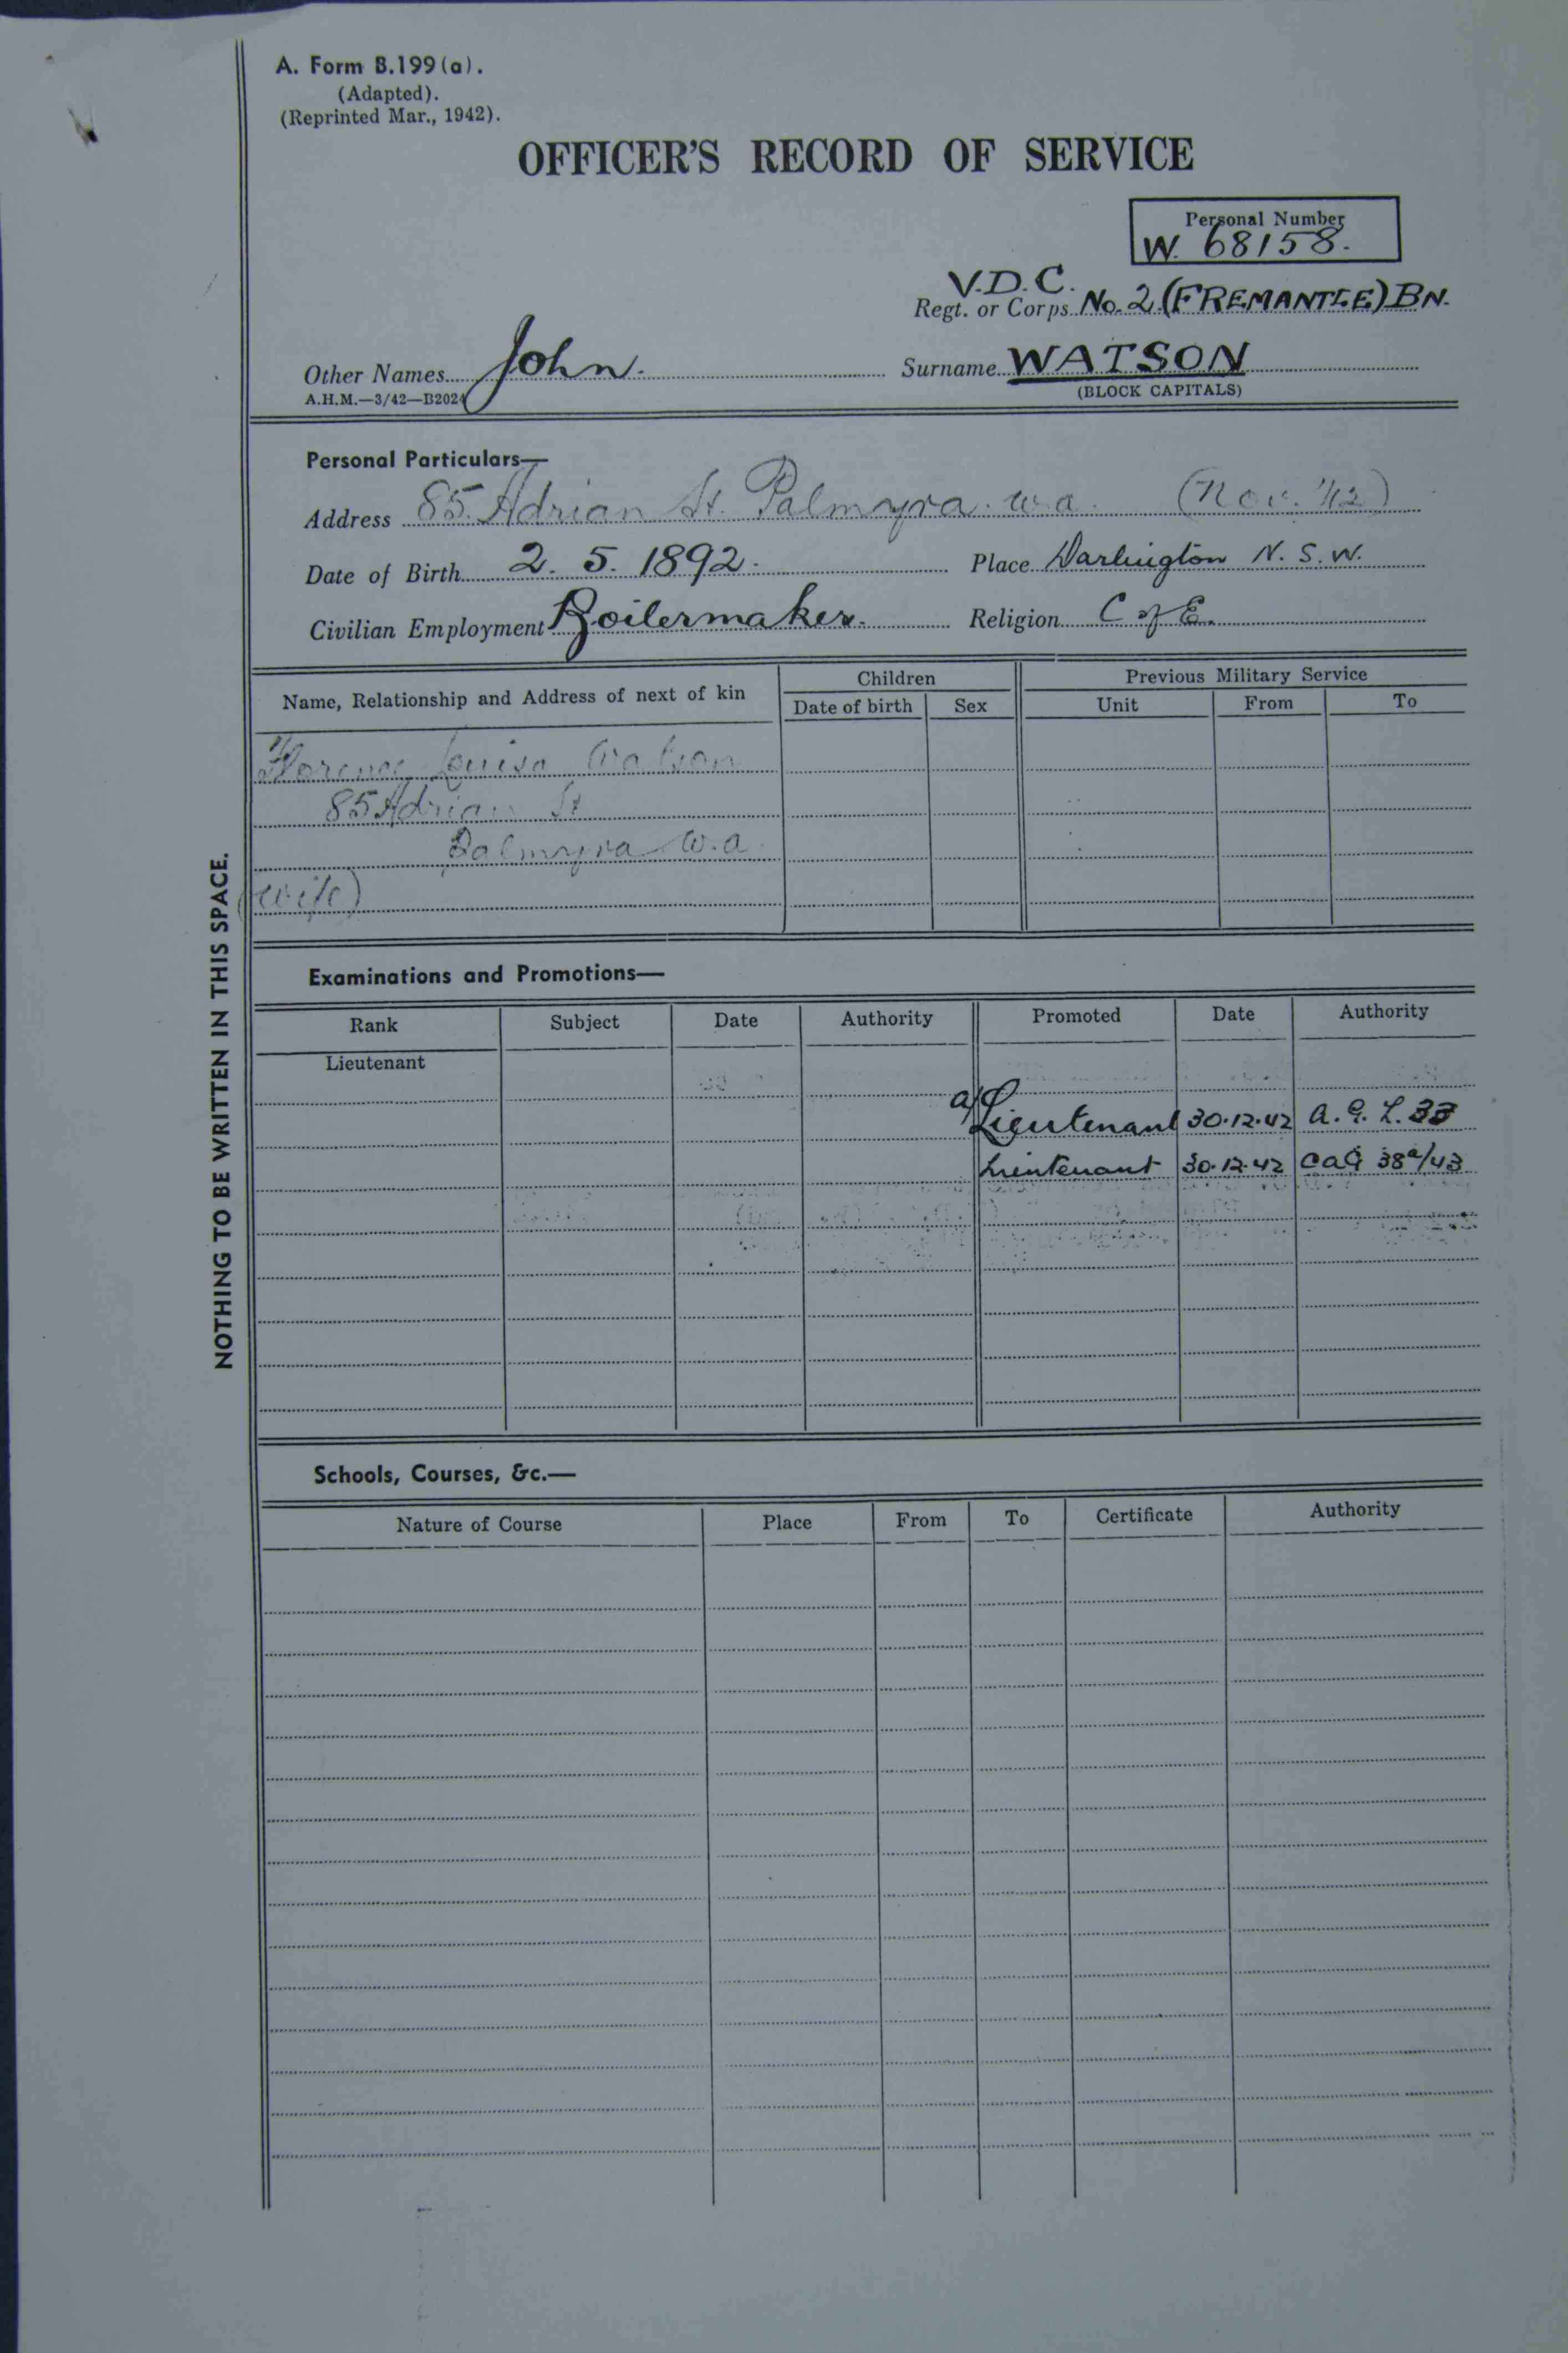 A. Form B.199(a).
(Adapted).
(Reprinted Mar., 1942).
OFFICER'S RECORD OF SERVICE
Personal Number
W. 68158.
V.D.C.
Regt. or Corps No. 2 (FREMANTLE) BN.
Other Names John. Surname WATSON
A.H.M.—3/42—B2024 (BLOCK CAPITALS)
Personal Particulars—
Address 85 Adrian St. Palmyra. W.A. (Nov. '42)
Date of Birth 2. 5. 1892. Place Darlington N.S.W.
Civilian Employment Boilermaker. Religion C of E.
Name, Relationship and Address of next of kin Children Previous Military Service
Date of birth Sex Unit From To
Florence Louisa Watson
85 Adrian St
Palmyra W.A.
(wife)
Examinations and Promotions—
Rank Subject Date Authority Promoted Date Authority
Lieutenant
a/Lieutenant 30.12.42 A.G. L. 33
Lieutenant 30.12.42 CAG 38a/43
Schools, Courses, &c.—
Nature of Course Place From To Certificate Authority
NOTHING TO BE WRITTEN IN THIS SPACE.